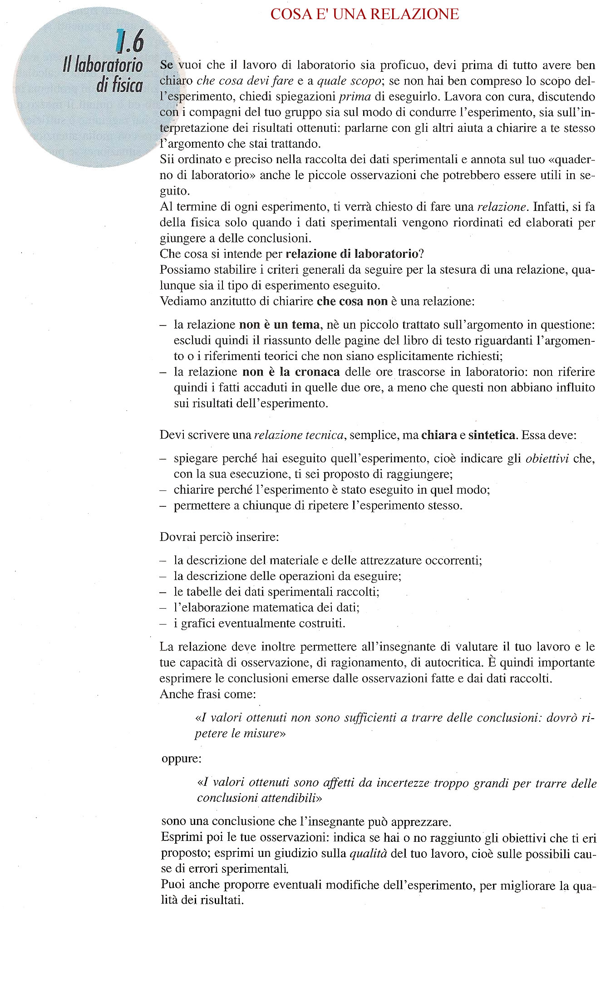 COSA E' UNA RELAZIONE
1.6
Il laboratorio
di fisica
Se vuoi che il lavoro di laboratorio sia proficuo, devi prima di tutto avere ben
chiaro che cosa devi fare e a quale scopo; se non hai ben compreso lo scopo del-
l'esperimento, chiedi spiegazioni prima di eseguirlo. Lavora con cura, discutendo
con i compagni del tuo gruppo sia sul modo di condurre l'esperimento, sia sull'in-
terpretazione dei risultati ottenuti: parlarne con gli altri aiuta a chiarire a te stesso
l'argomento che stai trattando.
Sii ordinato e preciso nella raccolta dei dati sperimentali e annota sul tuo «quader-
no di laboratorio» anche le piccole osservazioni che potrebbero essere utili in se-
guito.
Al termine di ogni esperimento, ti verrà chiesto di fare una relazione. Infatti, si fa
della fisica solo quando i dati sperimentali vengono riordinati ed elaborati per
giungere a delle conclusioni.
Che cosa si intende per relazione di laboratorio?
Possiamo stabilire i criteri generali da seguire per la stesura di una relazione, qua-
lunque sia il tipo di esperimento eseguito.
Vediamo anzitutto di chiarire che cosa non è una relazione:
– la relazione non è un tema, nè un piccolo trattato sull'argomento in questione:
escludi quindi il riassunto delle pagine del libro di testo riguardanti l'argomen-
to o i riferimenti teorici che non siano esplicitamente richiesti;
– la relazione non è la cronaca delle ore trascorse in laboratorio: non riferire
quindi i fatti accaduti in quelle due ore, a meno che questi non abbiano influito
sui risultati dell'esperimento.
Devi scrivere una relazione tecnica, semplice, ma chiara e sintetica. Essa deve:
– spiegare perché hai eseguito quell'esperimento, cioè indicare gli obiettivi che,
con la sua esecuzione, ti sei proposto di raggiungere;
– chiarire perché l'esperimento è stato eseguito in quel modo;
– permettere a chiunque di ripetere l'esperimento stesso.
Dovrai perciò inserire:
– la descrizione del materiale e delle attrezzature occorrenti;
– la descrizione delle operazioni da eseguire;
– le tabelle dei dati sperimentali raccolti;
– l'elaborazione matematica dei dati;
– i grafici eventualmente costruiti.
La relazione deve inoltre permettere all'insegnante di valutare il tuo lavoro e le
tue capacità di osservazione, di ragionamento, di autocritica. È quindi importante
esprimere le conclusioni emerse dalle osservazioni fatte e dai dati raccolti.
Anche frasi come:
«I valori ottenuti non sono sufficienti a trarre delle conclusioni: dovrò ri-
petere le misure»
oppure:
«I valori ottenuti sono affetti da incertezze troppo grandi per trarre delle
conclusioni attendibili»
sono una conclusione che l'insegnante può apprezzare.
Esprimi poi le tue osservazioni: indica se hai o no raggiunto gli obiettivi che ti eri
proposto; esprimi un giudizio sulla qualità del tuo lavoro, cioè sulle possibili cau-
se di errori sperimentali.
Puoi anche proporre eventuali modifiche dell'esperimento, per migliorare la qua-
lità dei risultati.